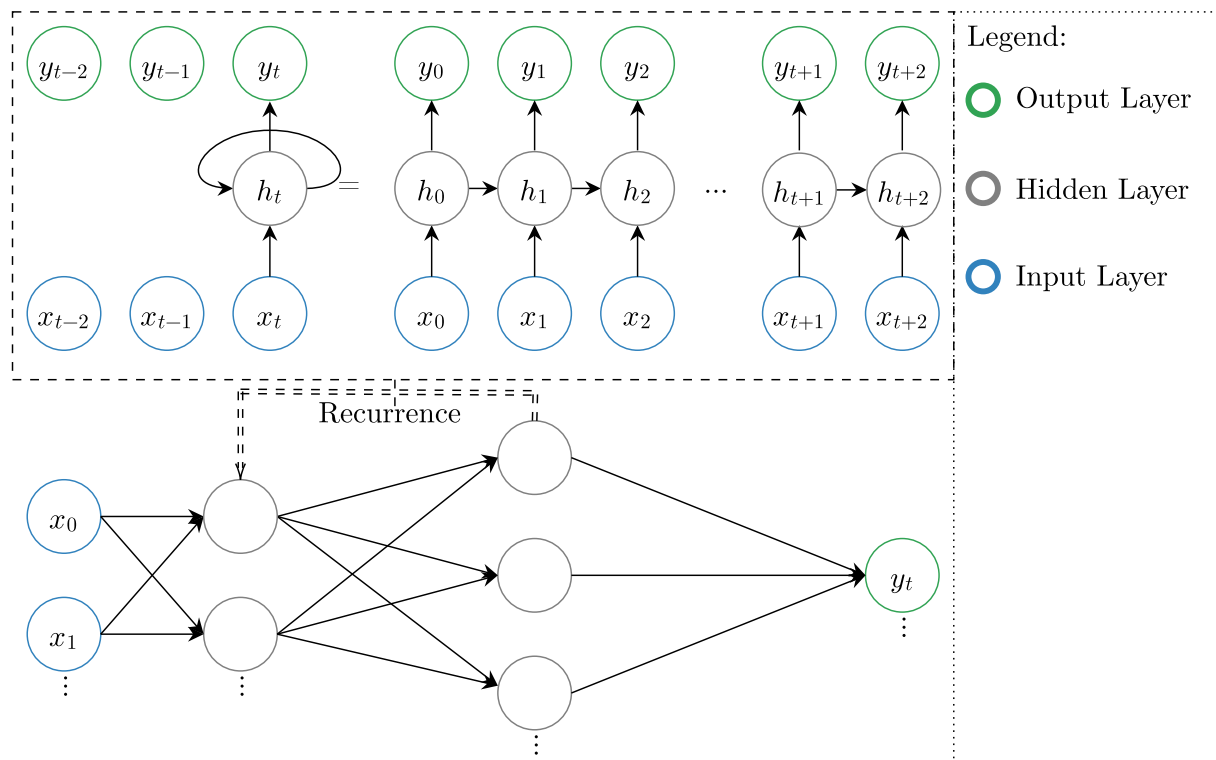 y_{t−2} y_{t−1} y_t y_0 y_1 y_2 y_{t+1} y_{t+2}
h_t = h_0 h_1 h_2 ... h_{t+1} h_{t+2}
x_{t−2} x_{t−1} x_t x_0 x_1 x_2 x_{t+1} x_{t+2}
Legend:
Output Layer
Hidden Layer
Input Layer
Recurrence
x_0
y_t
⋮
x_1
⋮ ⋮
⋮